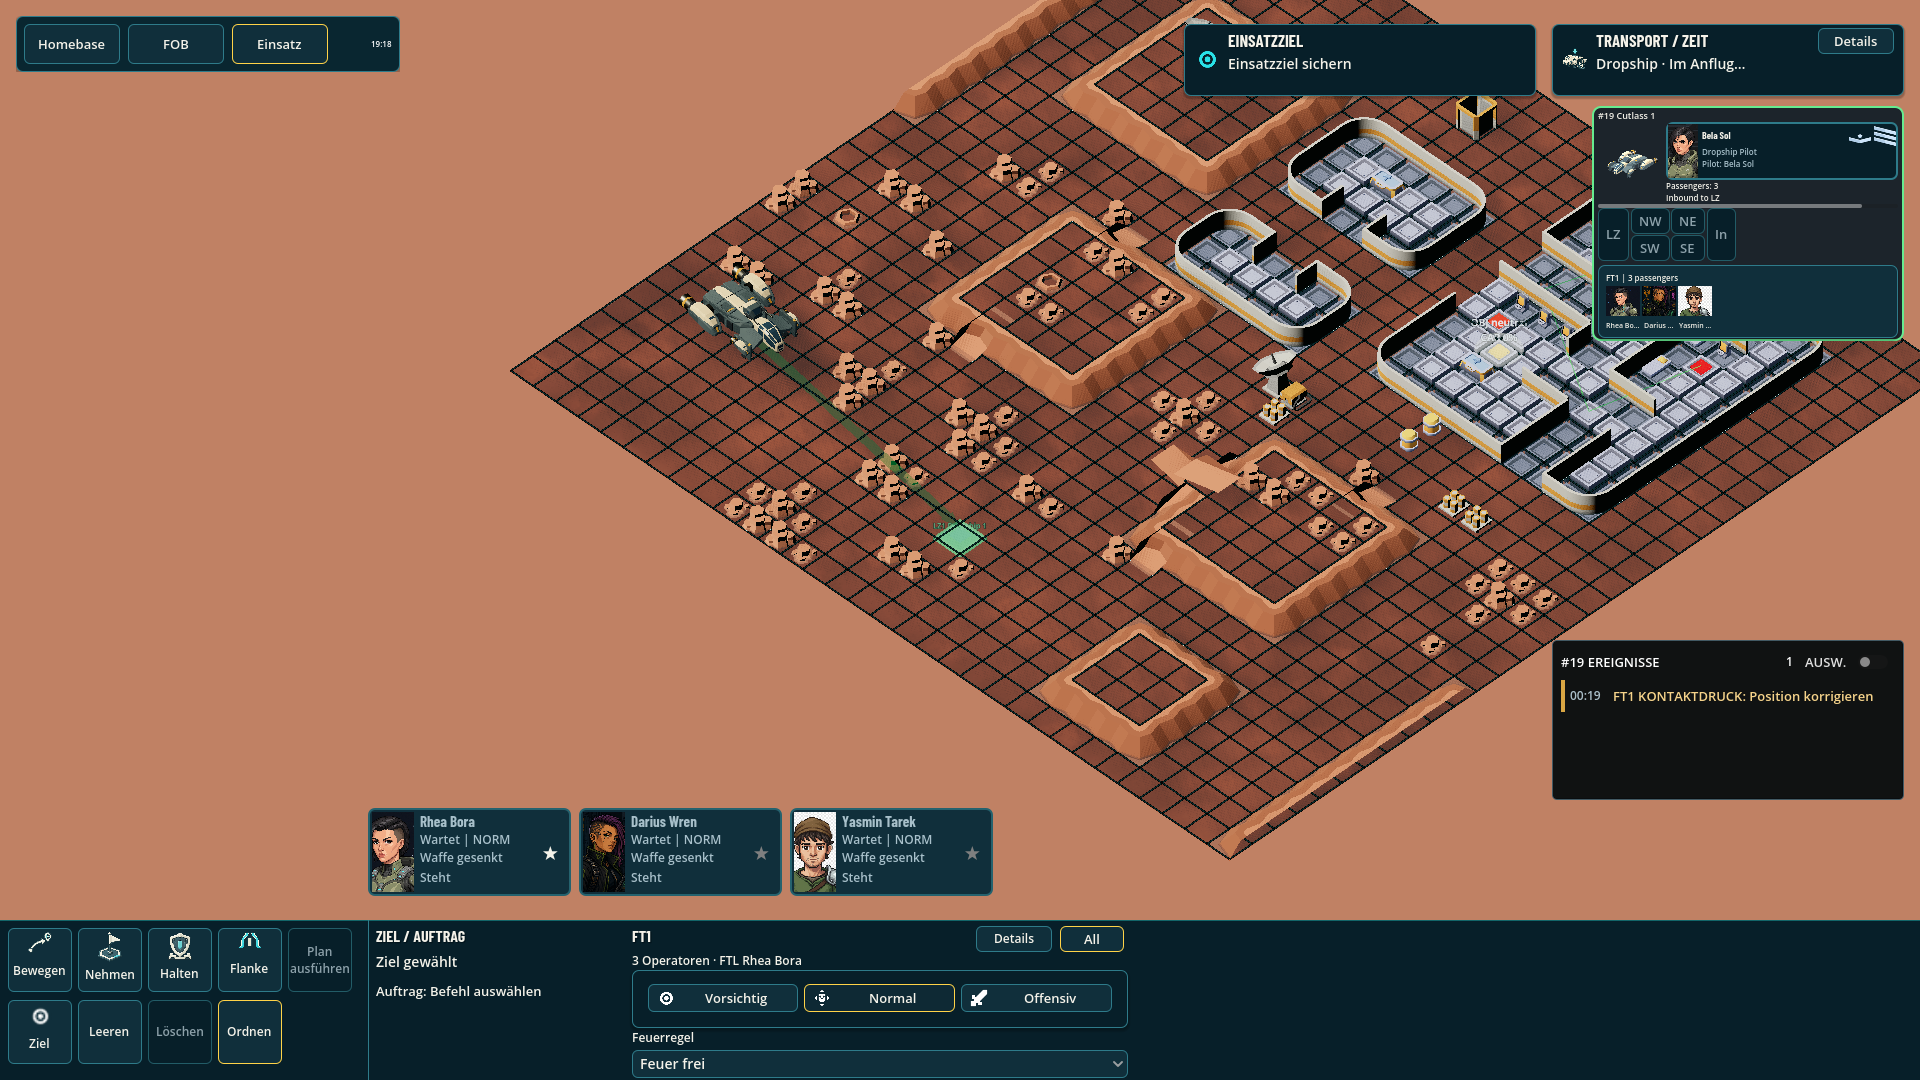 Homebase
FOB
Einsatz
19:18
EINSATZZIEL
Einsatzziel sichern
TRANSPORT / ZEIT
Dropship · Im Anflug...
Details
#19 Cutlass 1
Bela Sol
Dropship Pilot
Pilot: Bela Sol
Passengers: 3
Inbound to LZ
LZ
NW
NE
SW
SE
In
FT1 | 3 passengers
Rhea Bo...
Darius ...
Yasmin ...
#19 EREIGNISSE
1
AUSW.
00:19
FT1 KONTAKTDRUCK: Position korrigieren
Rhea Bora
Wartet | NORM
Waffe gesenkt
Steht
Darius Wren
Wartet | NORM
Waffe gesenkt
Steht
Yasmin Tarek
Wartet | NORM
Waffe gesenkt
Steht
Bewegen
Nehmen
Halten
Flanke
Plan ausführen
Ziel
Leeren
Löschen
Ordnen
ZIEL / AUFTRAG
Ziel gewählt
Auftrag: Befehl auswählen
FT1
Details
All
3 Operatoren · FTL Rhea Bora
Vorsichtig
Normal
Offensiv
Feuerregel
Feuer frei